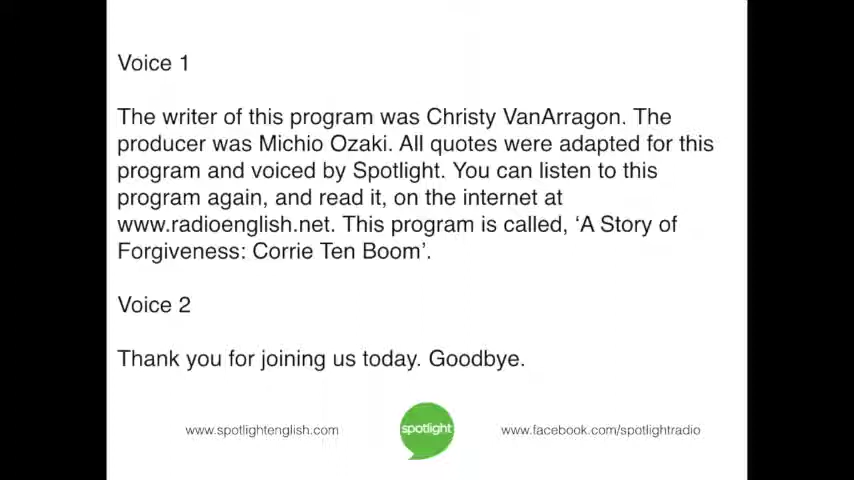 Voice 1
The writer of this program was Christy VanArragon. The
producer was Michio Ozaki. All quotes were adapted for this
program and voiced by Spotlight. You can listen to this
program again, and read it, on the internet at
www.radioenglish.net. This program is called, ‘A Story of
Forgiveness: Corrie Ten Boom’.
Voice 2
Thank you for joining us today. Goodbye.
www.spotlightenglish.com
spotlight
www.facebook.com/spotlightradio